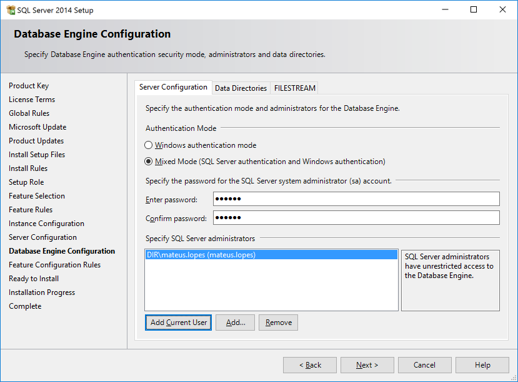 SQL Server 2014 Setup
Database Engine Configuration
Specify Database Engine authentication security mode, administrators and data directories.
Product Key
License Terms
Global Rules
Microsoft Update
Product Updates
Install Setup Files
Install Rules
Setup Role
Feature Selection
Feature Rules
Instance Configuration
Server Configuration
Database Engine Configuration
Feature Configuration Rules
Ready to Install
Installation Progress
Complete
Server Configuration Data Directories FILESTREAM
Specify the authentication mode and administrators for the Database Engine.
Authentication Mode
Windows authentication mode
Mixed Mode (SQL Server authentication and Windows authentication)
Specify the password for the SQL Server system administrator (sa) account.
Enter password: ●●●●●●
Confirm password: ●●●●●●
Specify SQL Server administrators
DIR\mateus.lopes (mateus.lopes)
SQL Server administrators
have unrestricted access to
the Database Engine.
Add Current User Add... Remove
< Back Next > Cancel Help